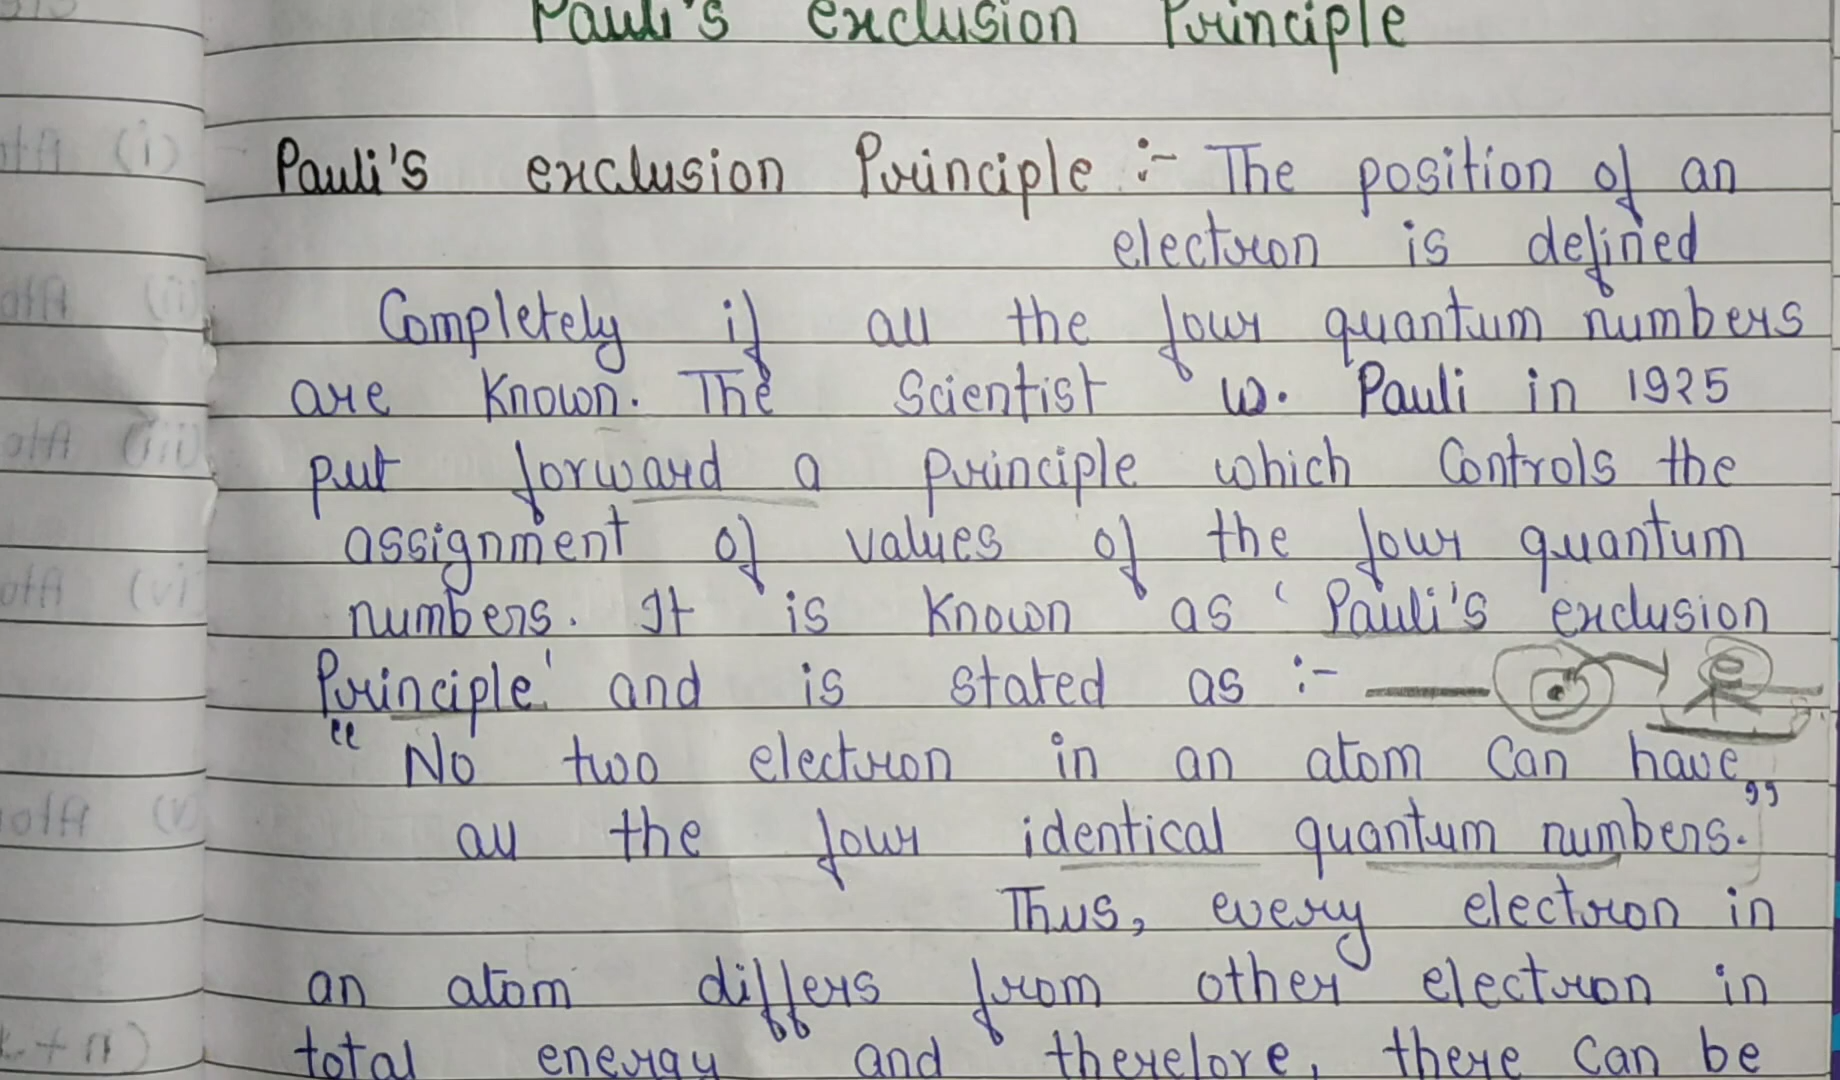 Pauli's exclusion Principle
Pauli's exclusion Principle :- The position of an
electron is defined
Completely if all the four quantum numbers
are Known. The Scientist W. Pauli in 1925
put forward a principle which Controls the
assignment of values of the four quantum
numbers. It is Known as ' Pauli's exclusion
Principle' and is stated as :-
" No two electron in an atom Can have
all the four identical quantum numbers."
Thus, every electron in
an atom differs from other electron in
total energy and therefore, there Can be